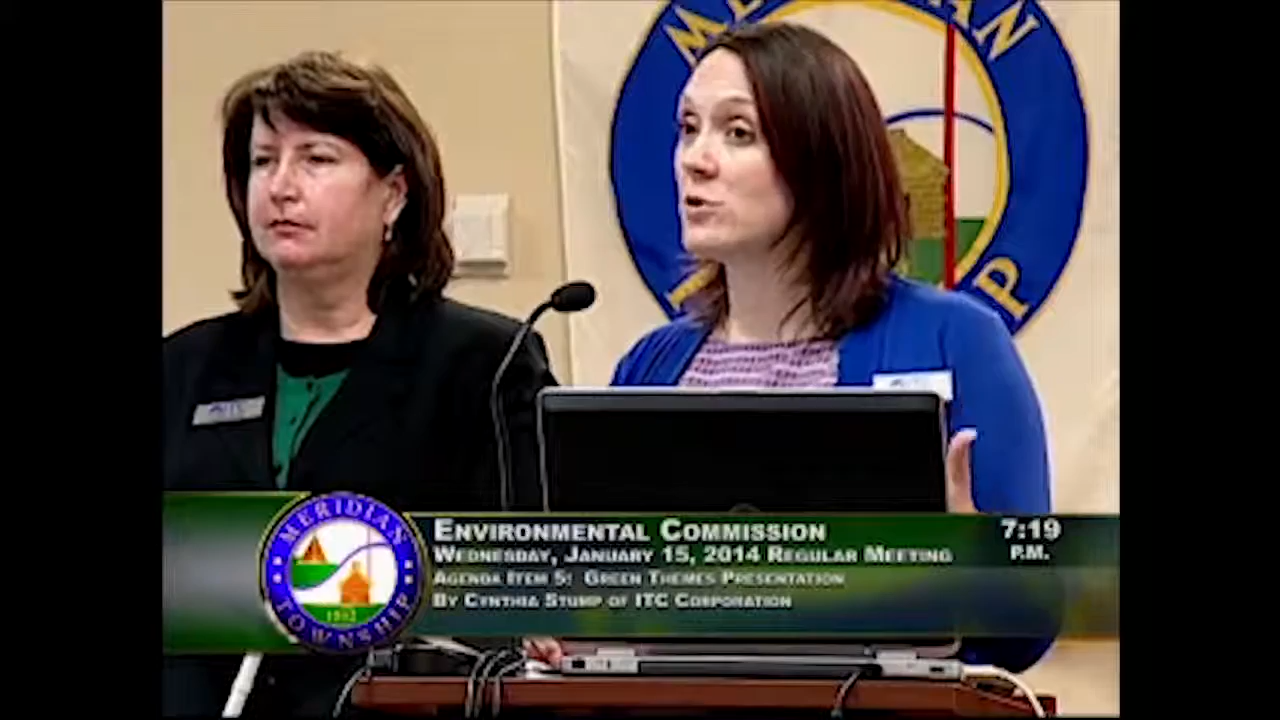 MERIDIAN
P
ENVIRONMENTAL COMMISSION
WEDNESDAY, JANUARY 15, 2014 REGULAR MEETING
AGENDA ITEM 5: GREEN THEMES PRESENTATION
BY CYNTHIA STUMP OF ITC CORPORATION
7:19
P.M.
MERIDIAN
TOWNSHIP